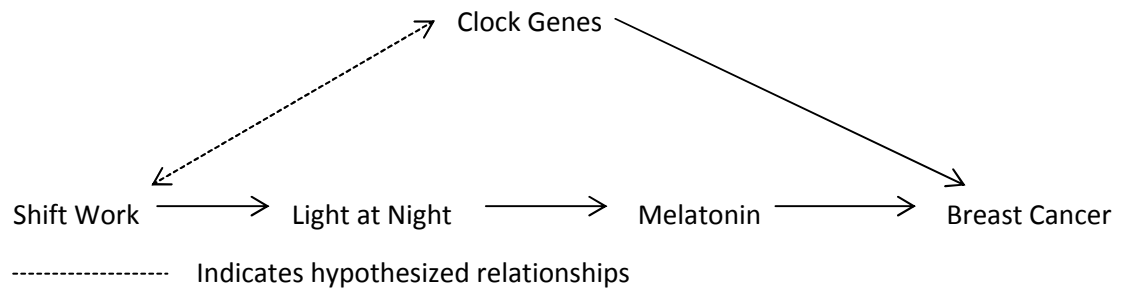 Clock Genes
Shift Work Light at Night Melatonin Breast Cancer
Indicates hypothesized relationships